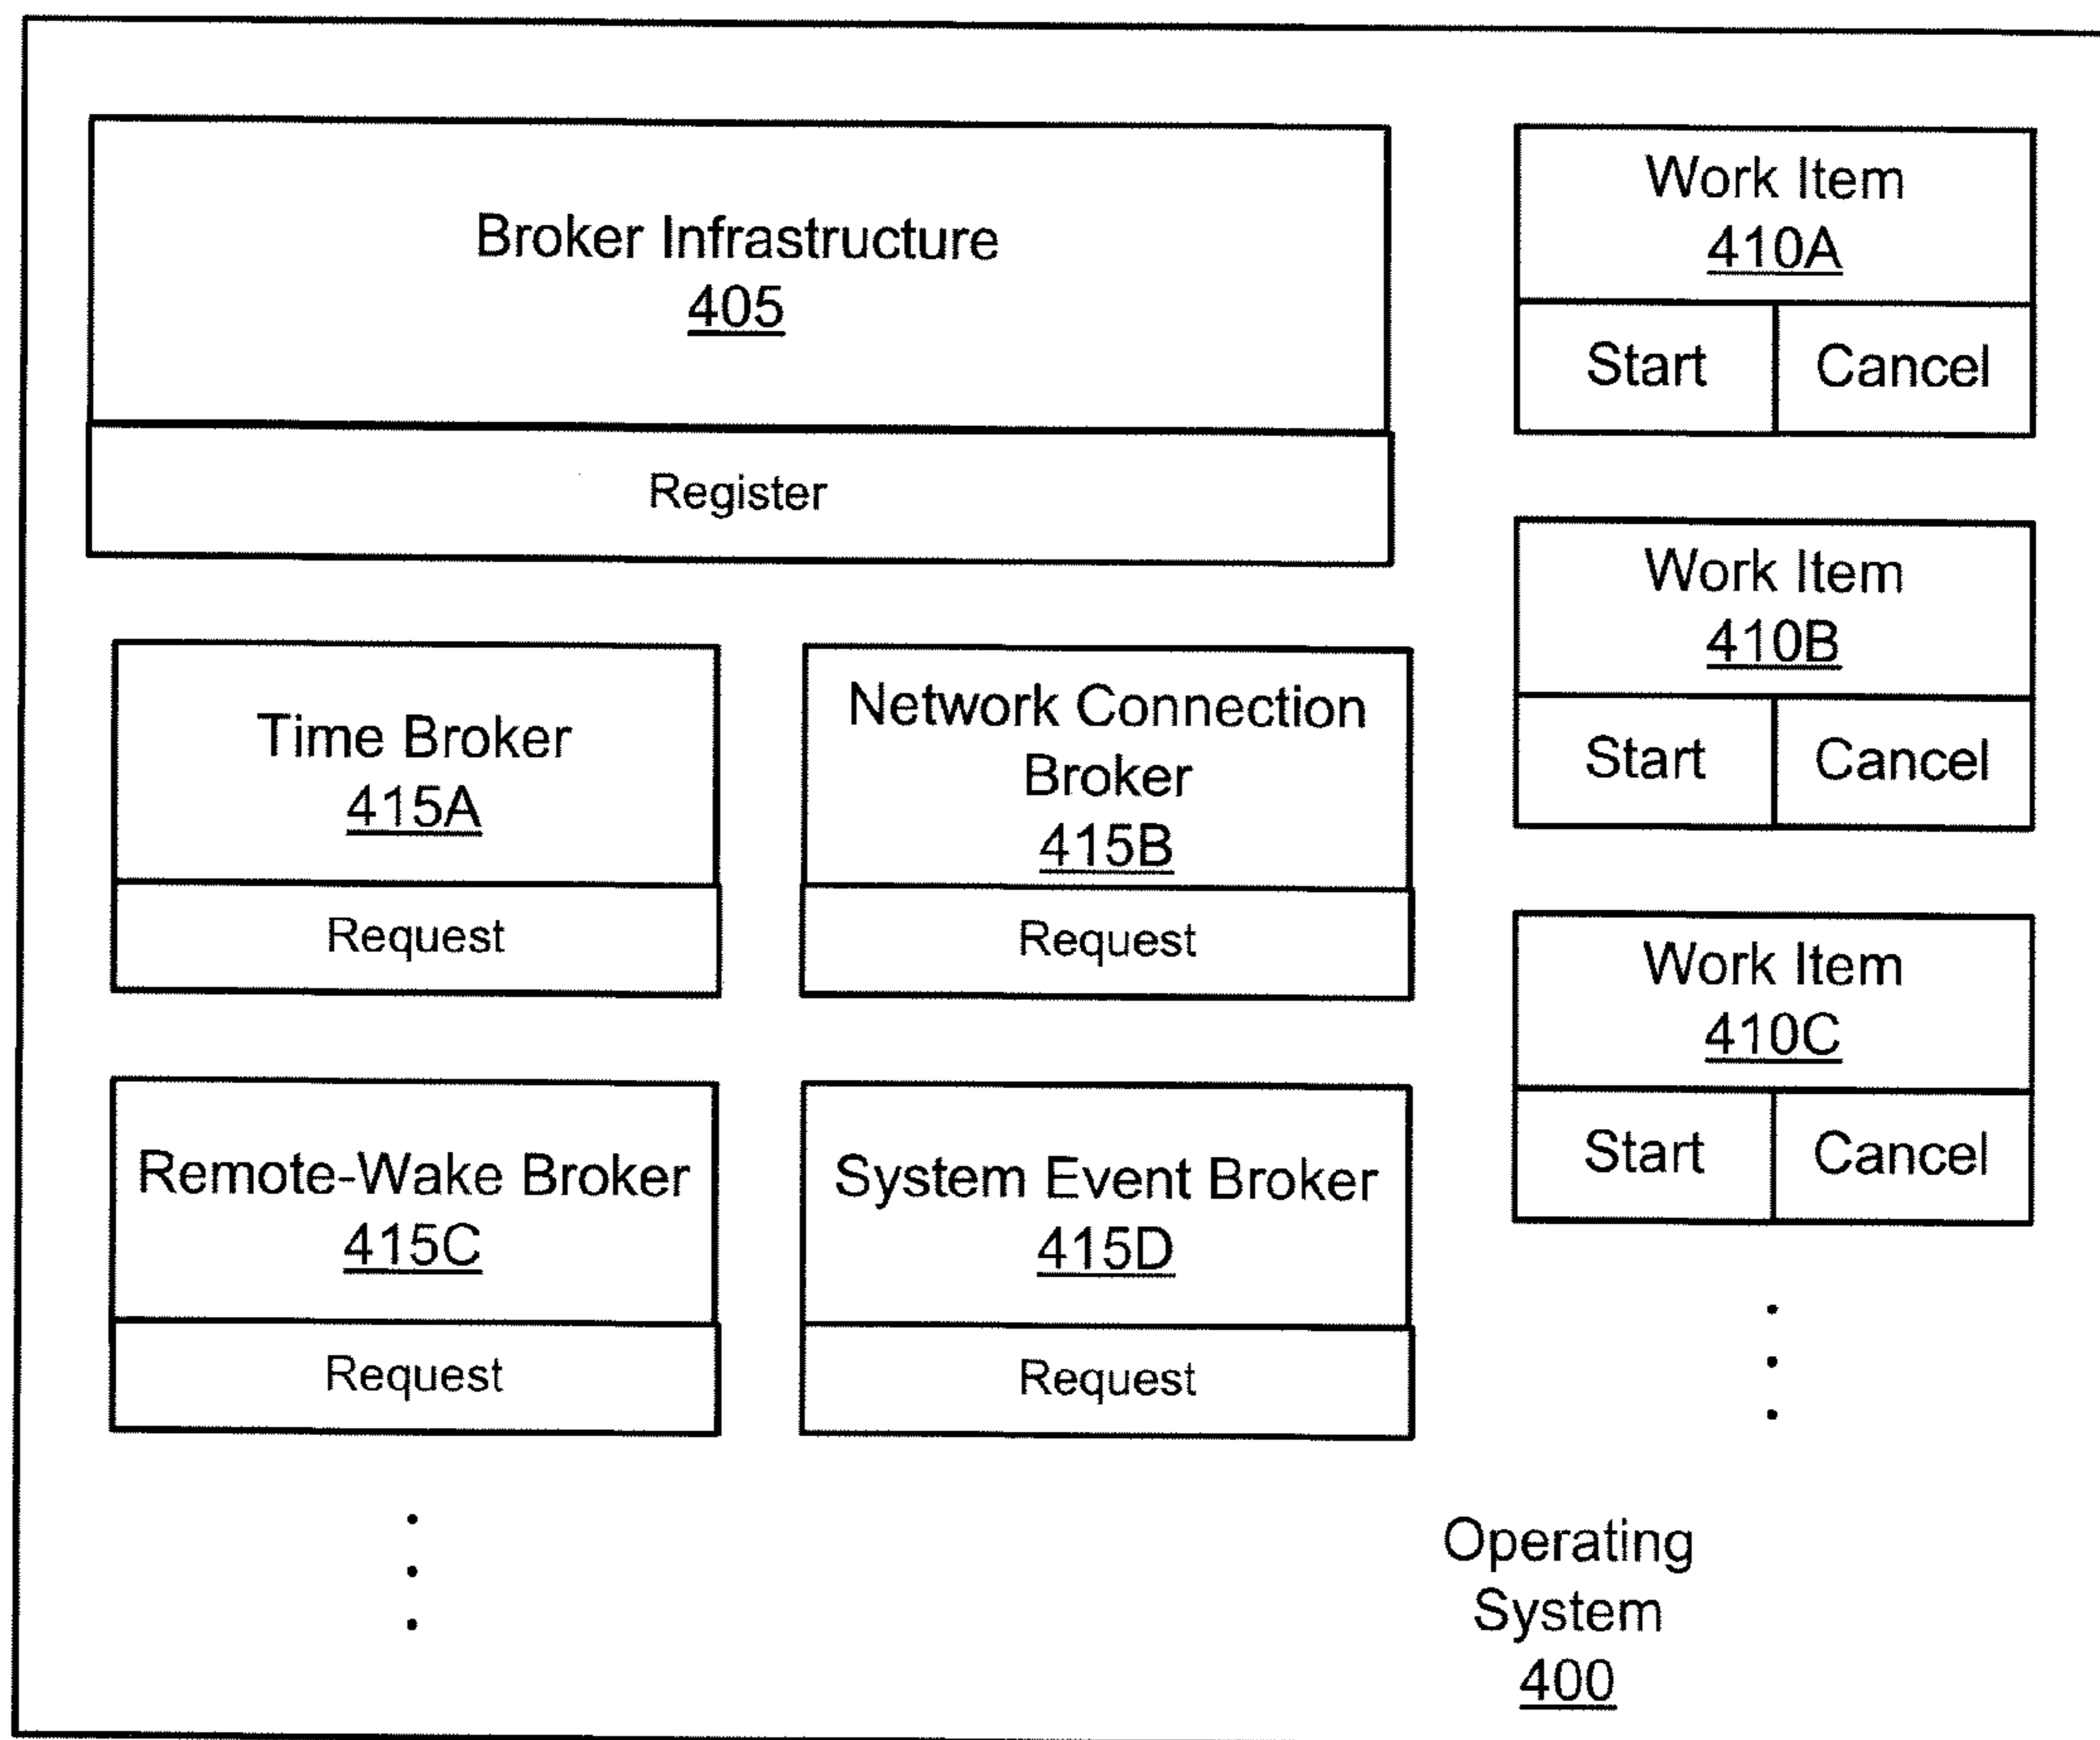 Broker Infrastructure
405
Register
Work Item
410A
Start
Cancel
Work Item
410B
Start
Cancel
Time Broker
415A
Request
Network Connection
Broker
415B
Request
Work Item
410C
Start
Cancel
Remote-Wake Broker
415C
Request
System Event Broker
415D
Request
Operating
System
400